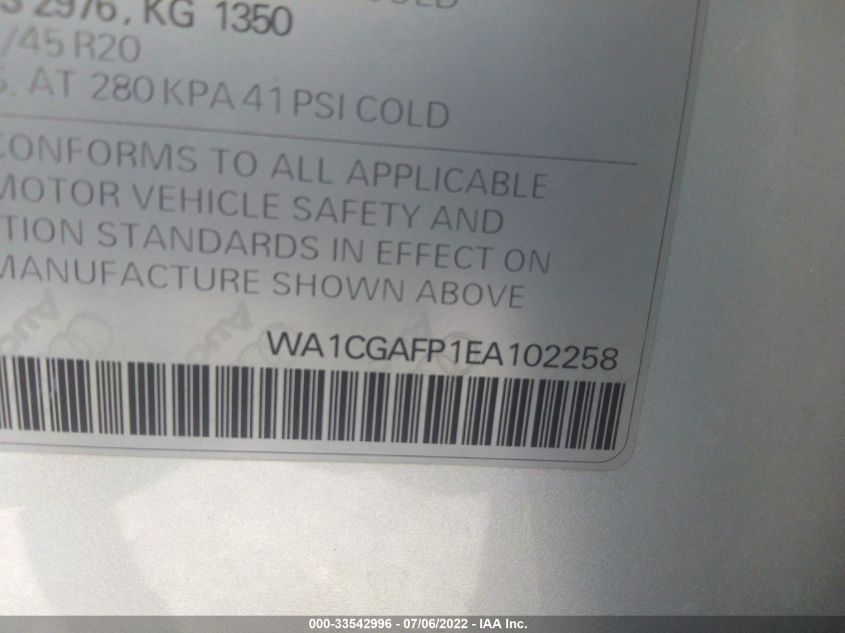 2976, KG 1350
/45 R20
AT 280 KPA 41 PSI COLD
CONFORMS TO ALL APPLICABLE
MOTOR VEHICLE SAFETY AND
TION STANDARDS IN EFFECT ON
MANUFACTURE SHOWN ABOVE
WA1CGAFP1EA102258
000-33542996 - 07/06/2022 - IAA Inc.